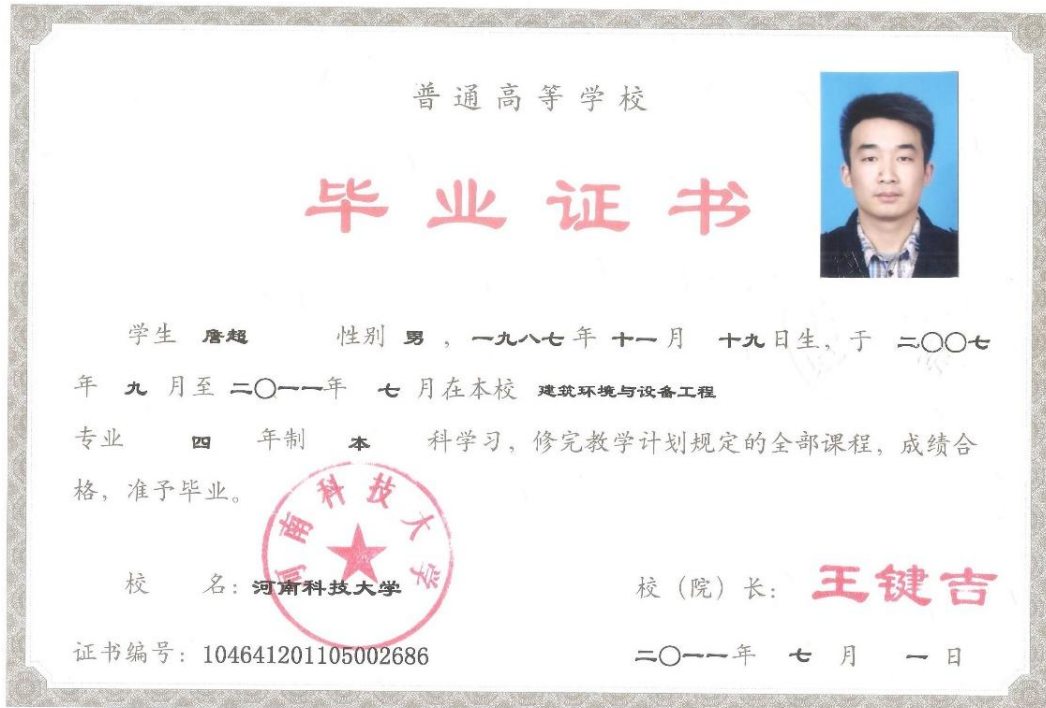 普通高等学校
毕业证书
学生 詹超 性别 男 ，一九八七年 十一月 十九日生，于 二〇〇七
年 九 月至 二〇一一年 七 月在本校 建筑环境与设备工程
专业 四 年制 本 科学习，修完教学计划规定的全部课程，成绩合
格，准予毕业。
河南科技大学
校 名：河南科技大学 校（院）长：王键吉
证书编号：104641201105002686 二〇一一年 七 月 一 日